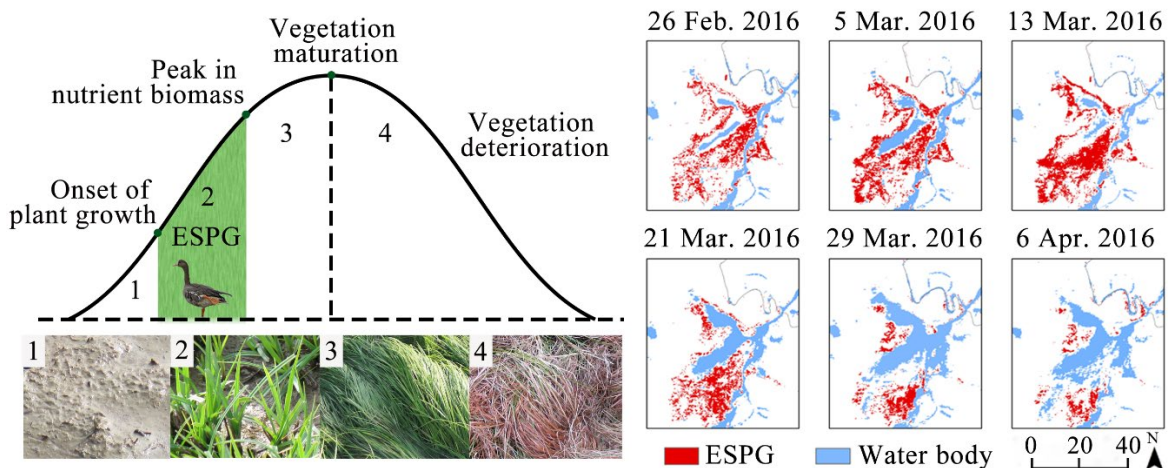 Vegetation
maturation
Peak in
nutrient biomass
3
4
Vegetation
deterioration
Onset of
plant growth
2
ESPG
1
1
2
3
4
26 Feb. 2016
5 Mar. 2016
13 Mar. 2016
21 Mar. 2016
29 Mar. 2016
6 Apr. 2016
ESPG
Water body
0 20 40
N